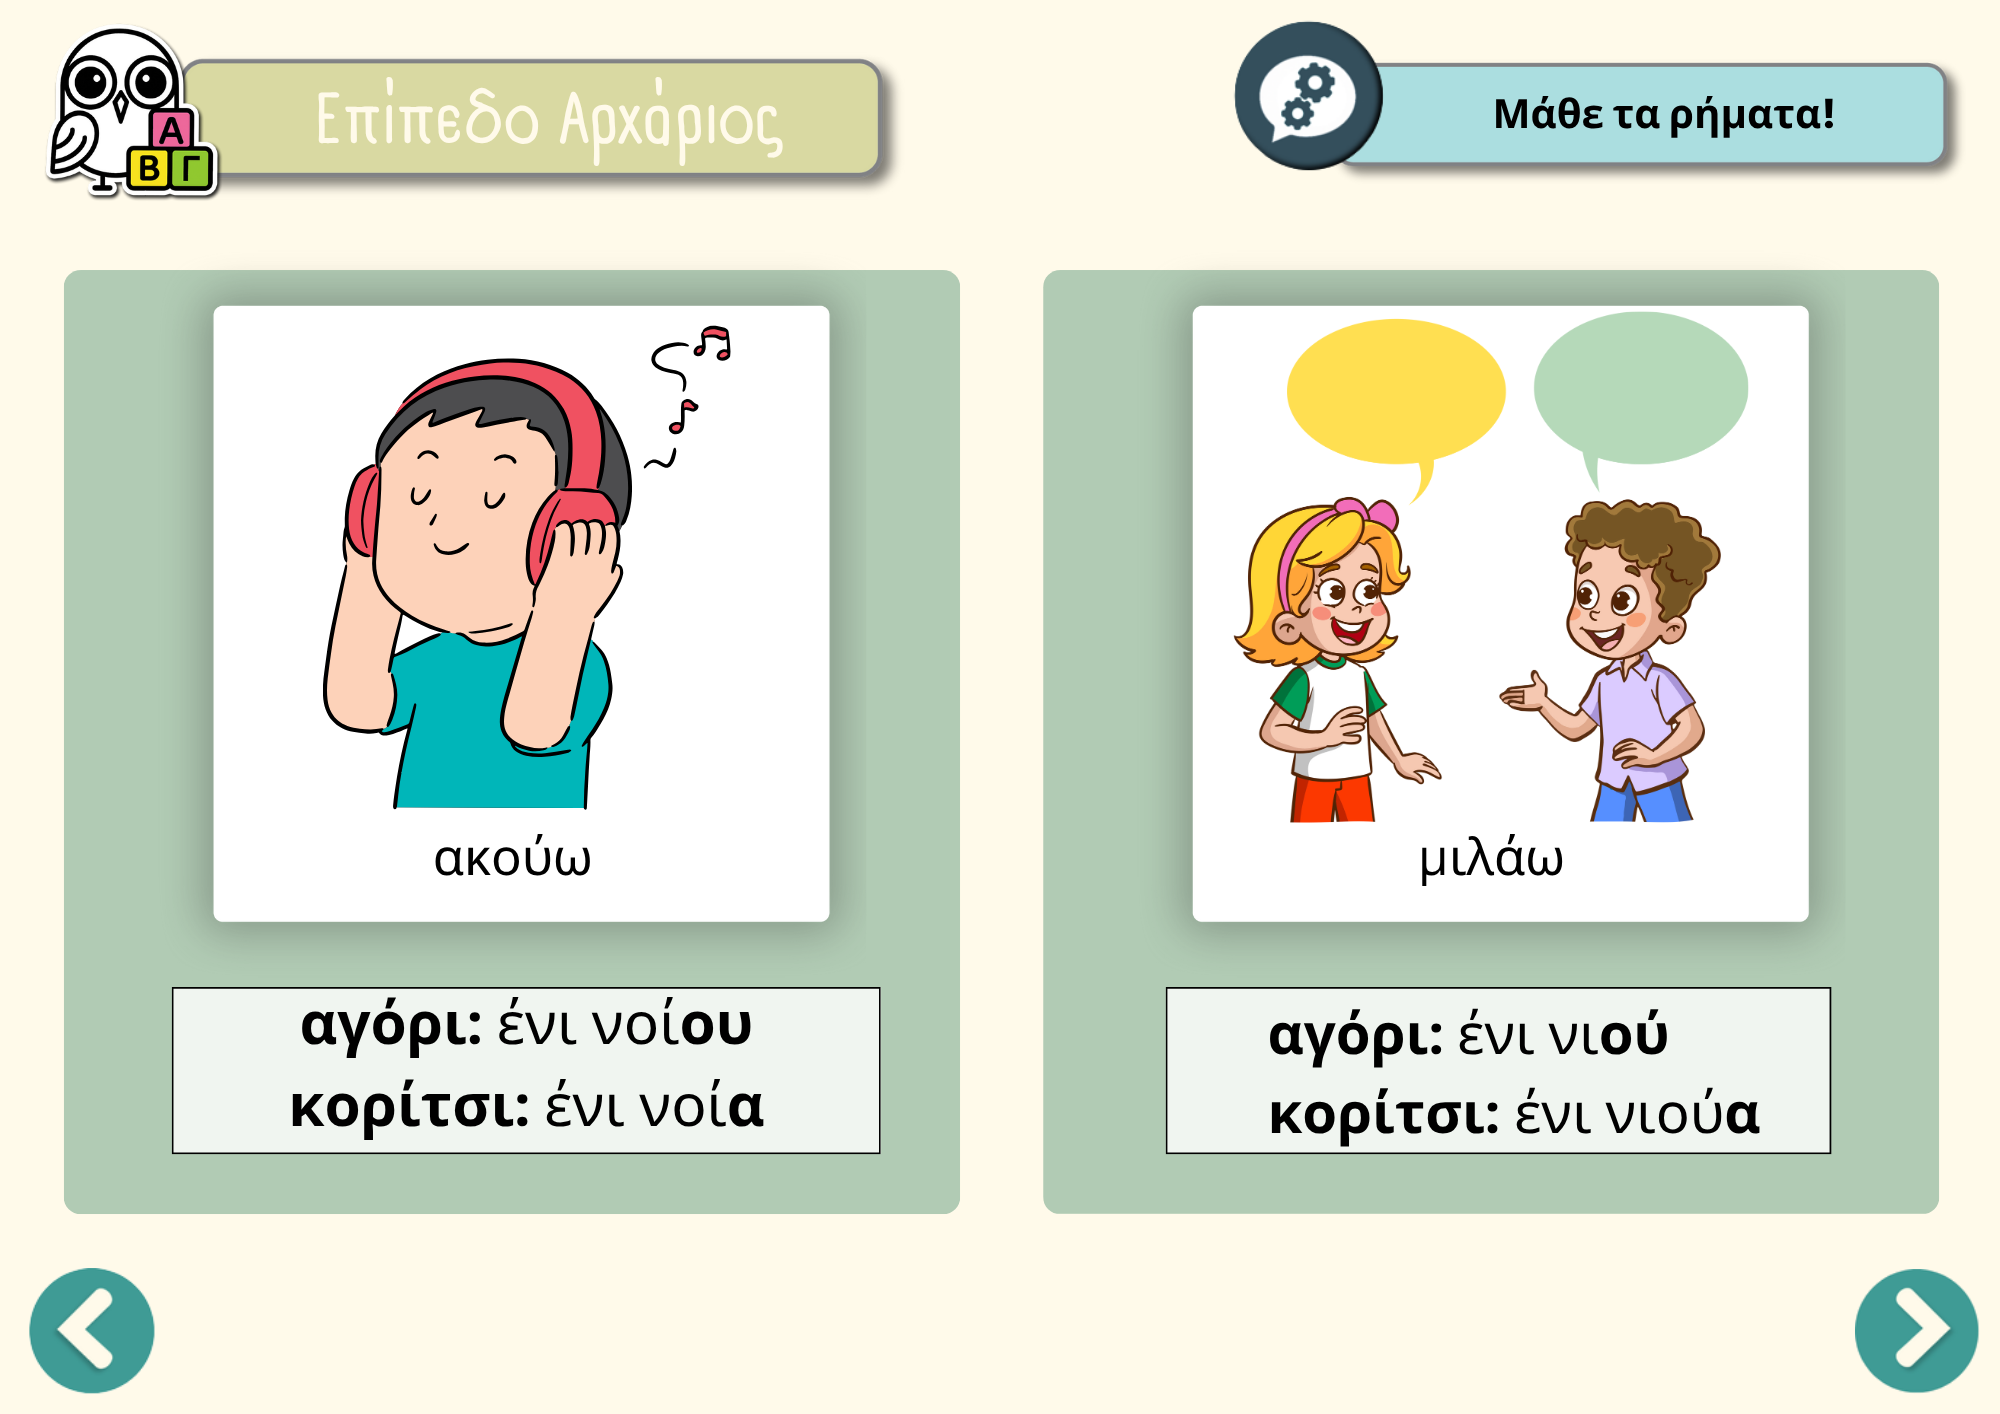 Επίπεδο Αρχάριος
Α
Β Γ
Μάθε τα ρήματα!
ακούω
αγόρι: ένι νοίου
κορίτσι: ένι νοία
μιλάω
αγόρι: ένι νιού
κορίτσι: ένι νιούα